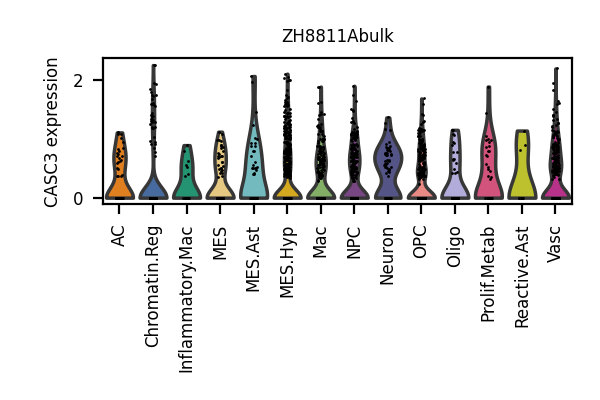 ZH8811Abulk
CASC3 expression
2
0
AC
Chromatin.Reg
Inflammatory.Mac
MES
MES.Ast
MES.Hyp
Mac
NPC
Neuron
OPC
Oligo
Prolif.Metab
Reactive.Ast
Vasc